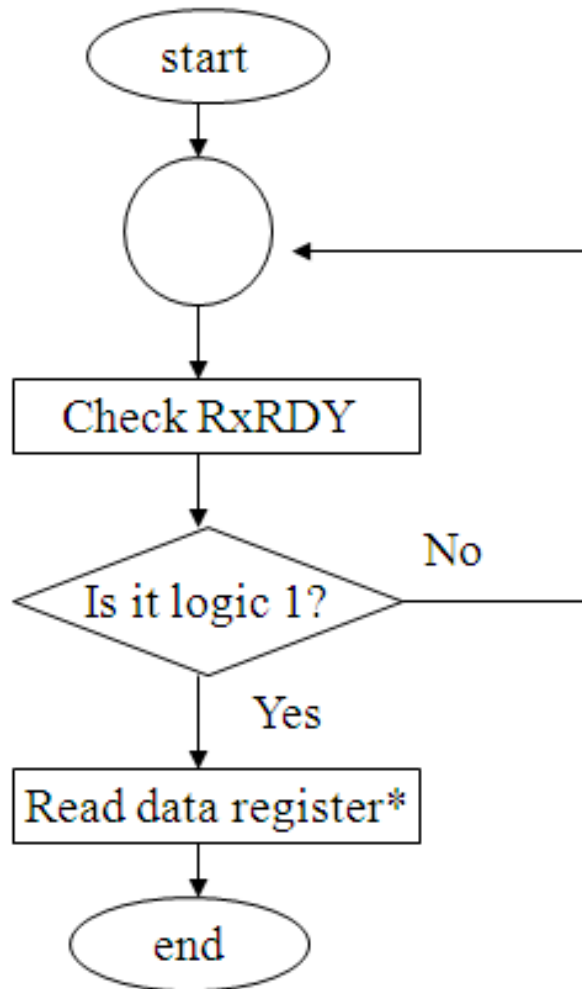 start
Check RxRDY
No
Is it logic 1?
Yes
Read data register*
end